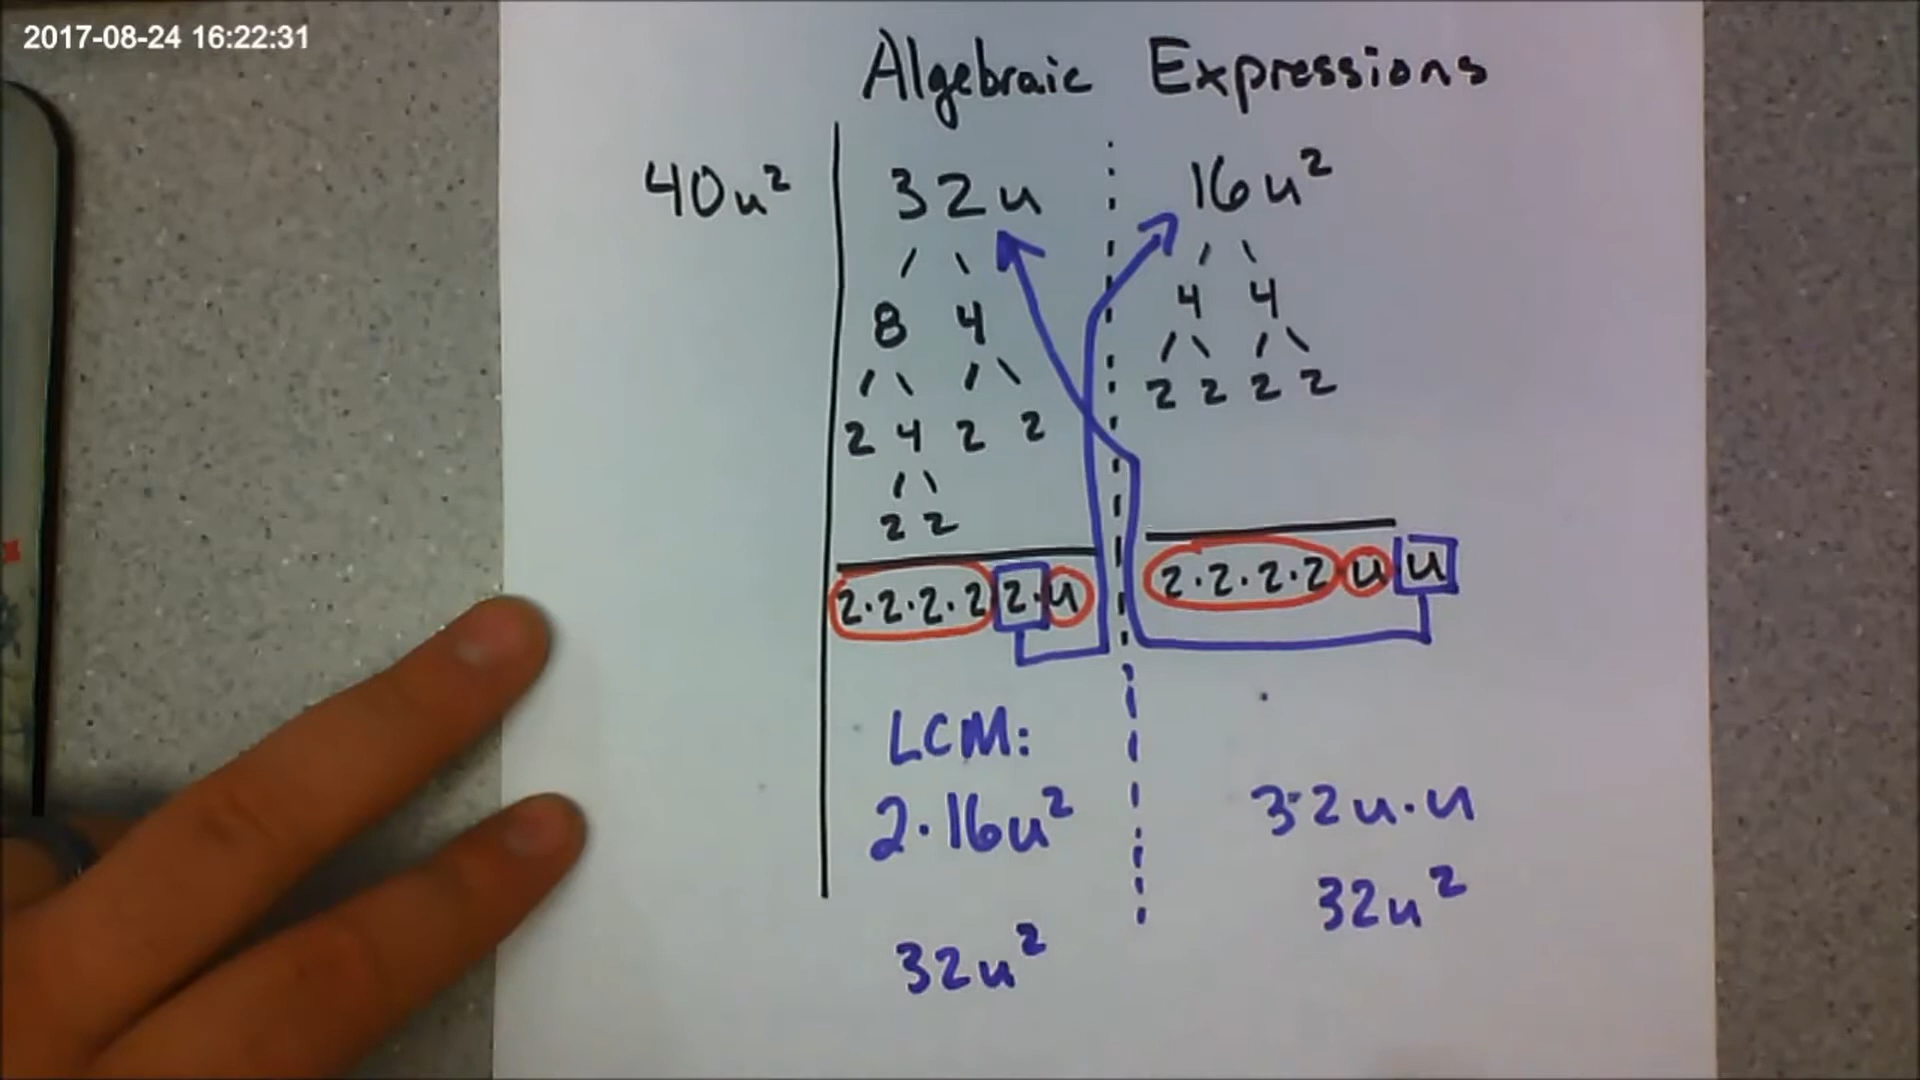 2017-08-24 16:22:31
Algebraic Expressions
40u² 32u 16u²
8 4 4 4
2 4 2 2 2 2 2 2
2 2
2·2·2·2 2·u 2·2·2·2 u u
LCM:
2·16u² 3·2u·u
32u² 32u²